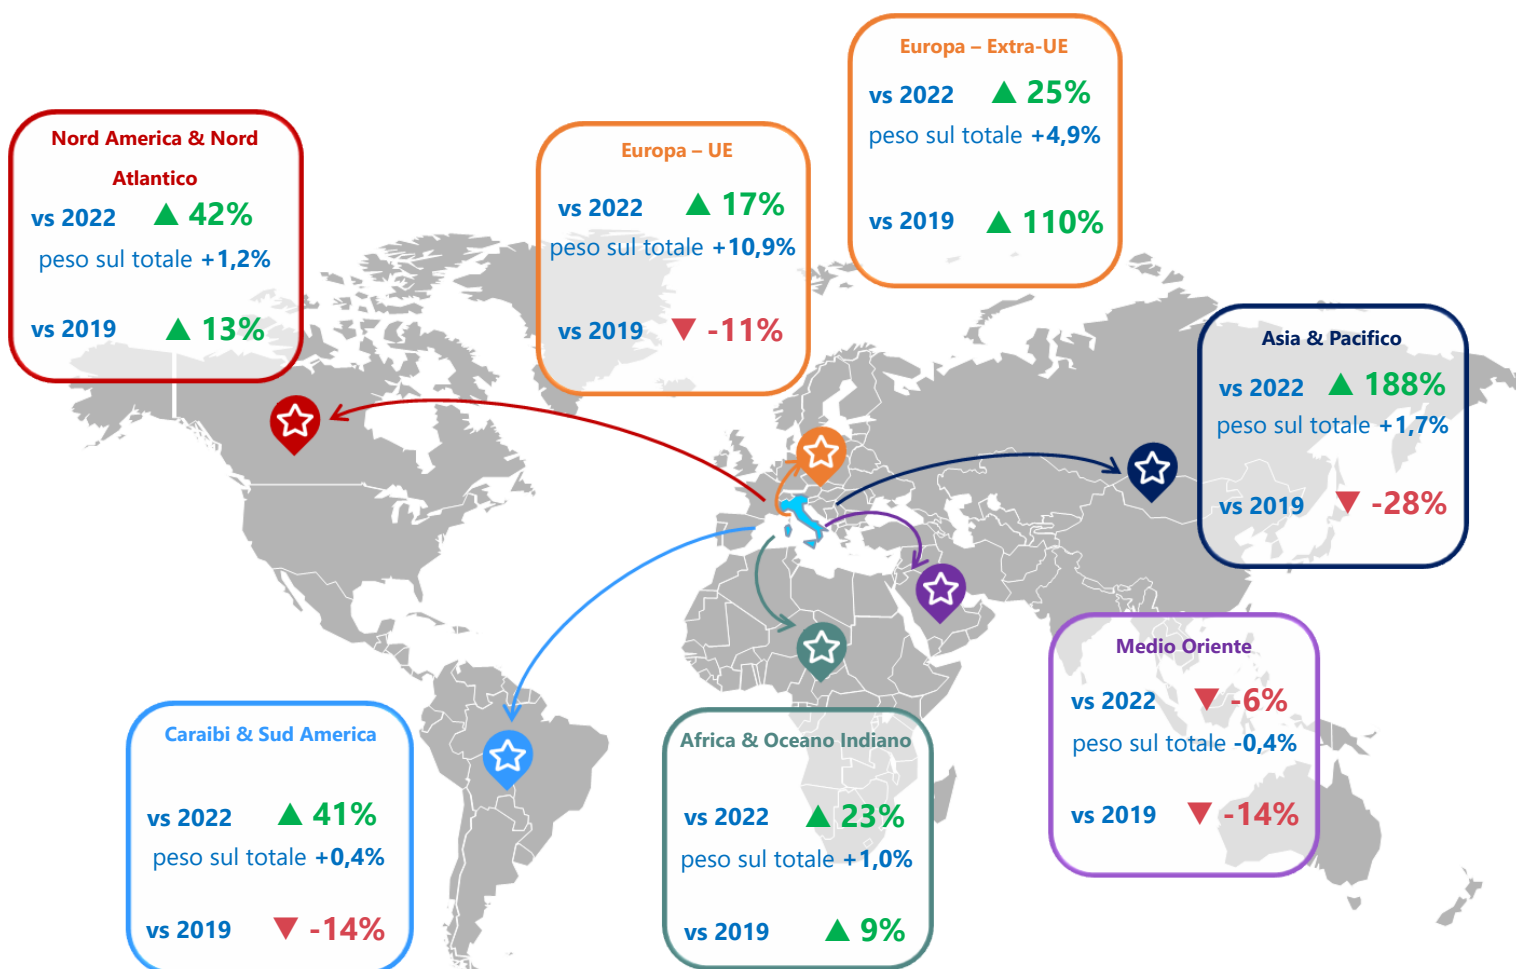 Europa – Extra-UE
vs 2022 ▲ 25%
peso sul totale +4,9%
vs 2019 ▲ 110%
Nord America & Nord
Atlantico
vs 2022 ▲ 42%
peso sul totale +1,2%
vs 2019 ▲ 13%
Europa – UE
vs 2022 ▲ 17%
peso sul totale +10,9%
vs 2019 ▼ -11%
Asia & Pacifico
vs 2022 ▲ 188%
peso sul totale +1,7%
vs 2019 ▼ -28%
Medio Oriente
vs 2022 ▼ -6%
peso sul totale -0,4%
vs 2019 ▼ -14%
Caraibi & Sud America
vs 2022 ▲ 41%
peso sul totale +0,4%
vs 2019 ▼ -14%
Africa & Oceano Indiano
vs 2022 ▲ 23%
peso sul totale +1,0%
vs 2019 ▲ 9%